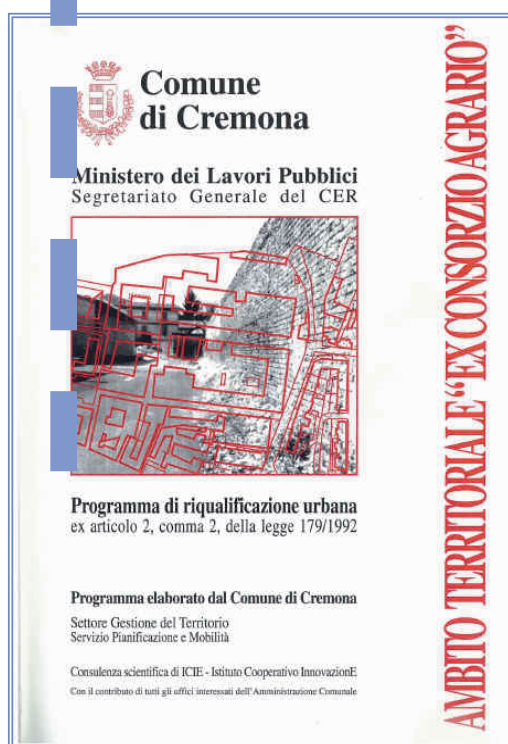 Comune
di Cremona
Ministero dei Lavori Pubblici
Segretariato Generale del CER
Programma di riqualificazione urbana
ex articolo 2, comma 2, della legge 179/1992
Programma elaborato dal Comune di Cremona
Settore Gestione del Territorio
Servizio Pianificazione e Mobilità
Consulenza scientifica di ICIE - Istituto Cooperativo InnovazionE
Con il contributo di tutti gli uffici interessati dell'Amministrazione Comunale
AMBITO TERRITORIALE "EX CONSORZIO AGRARIO"